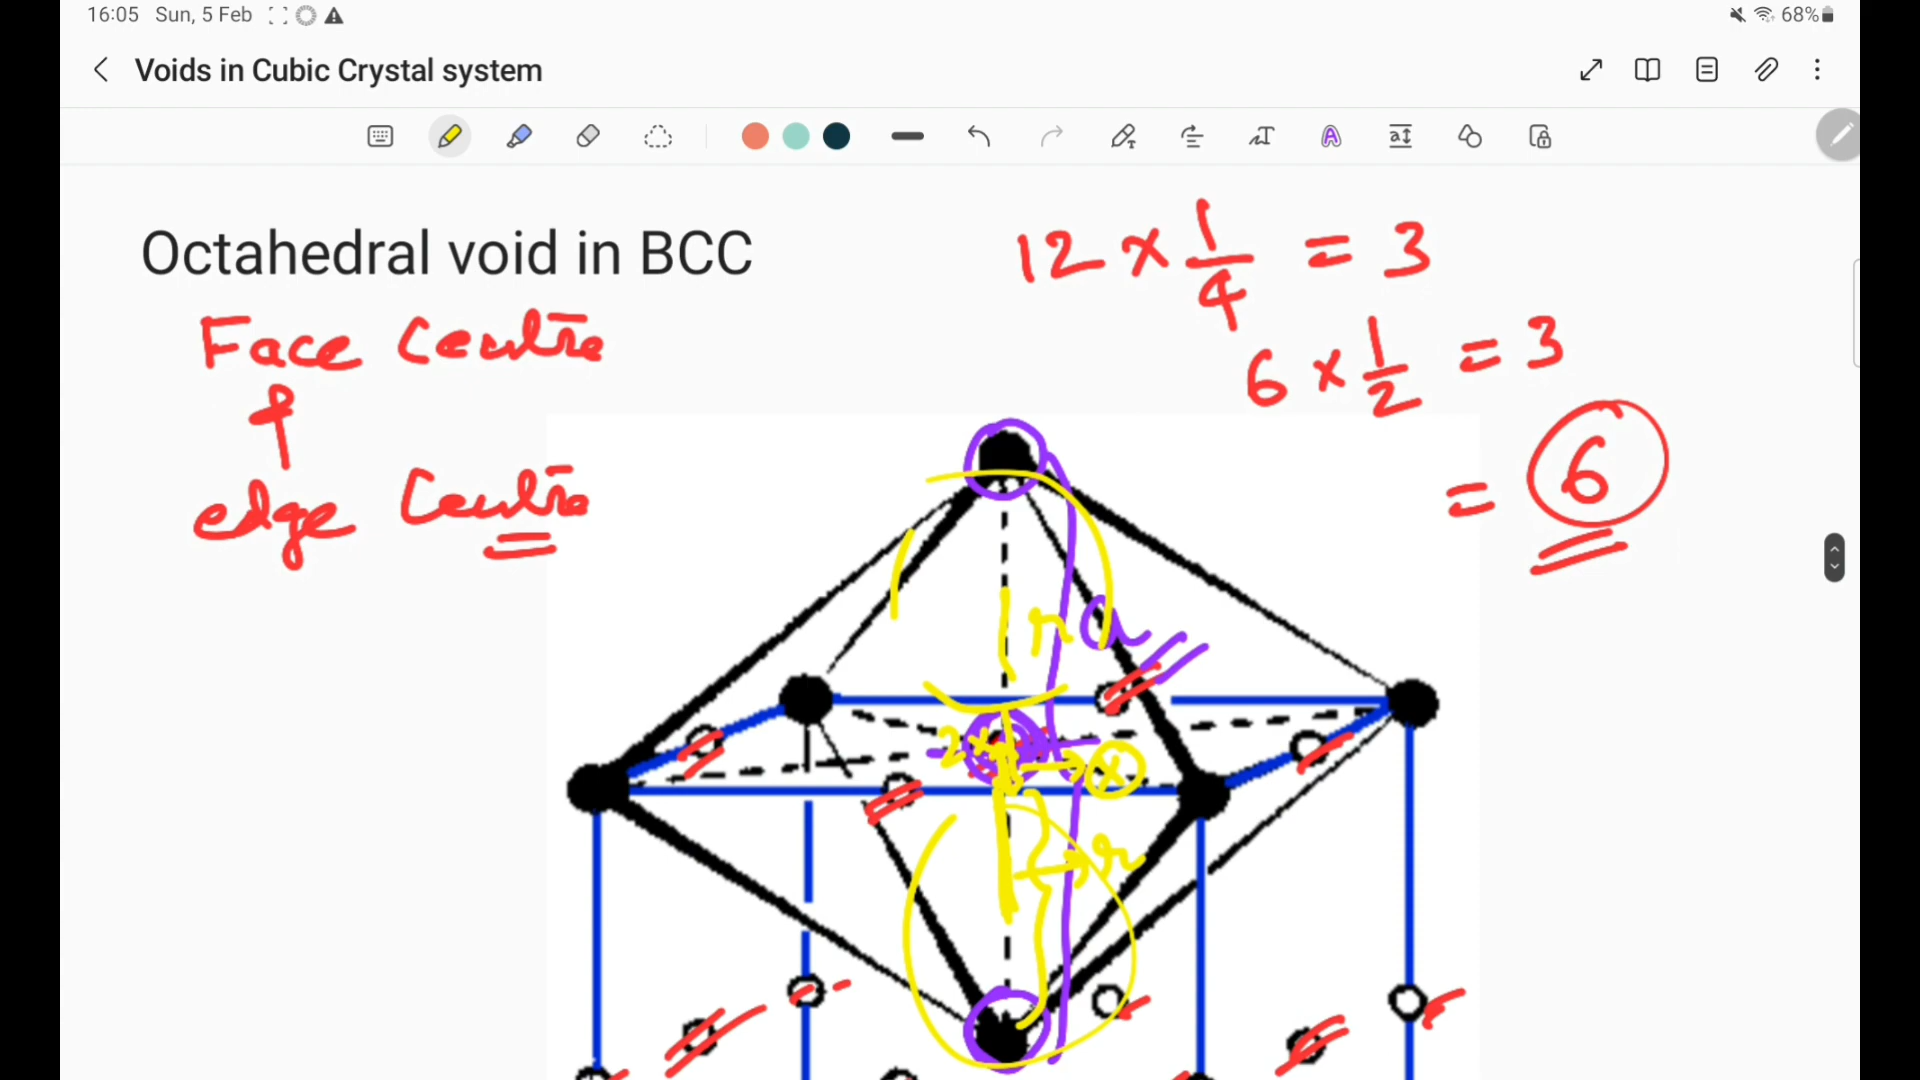 16:05 Sun, 5 Feb 68%
Voids in Cubic Crystal system
Octahedral void in BCC
12 × 1/4 = 3
Face Centre
6 × 1/2 = 3
edge Centre
= 6
r a
2x x
r